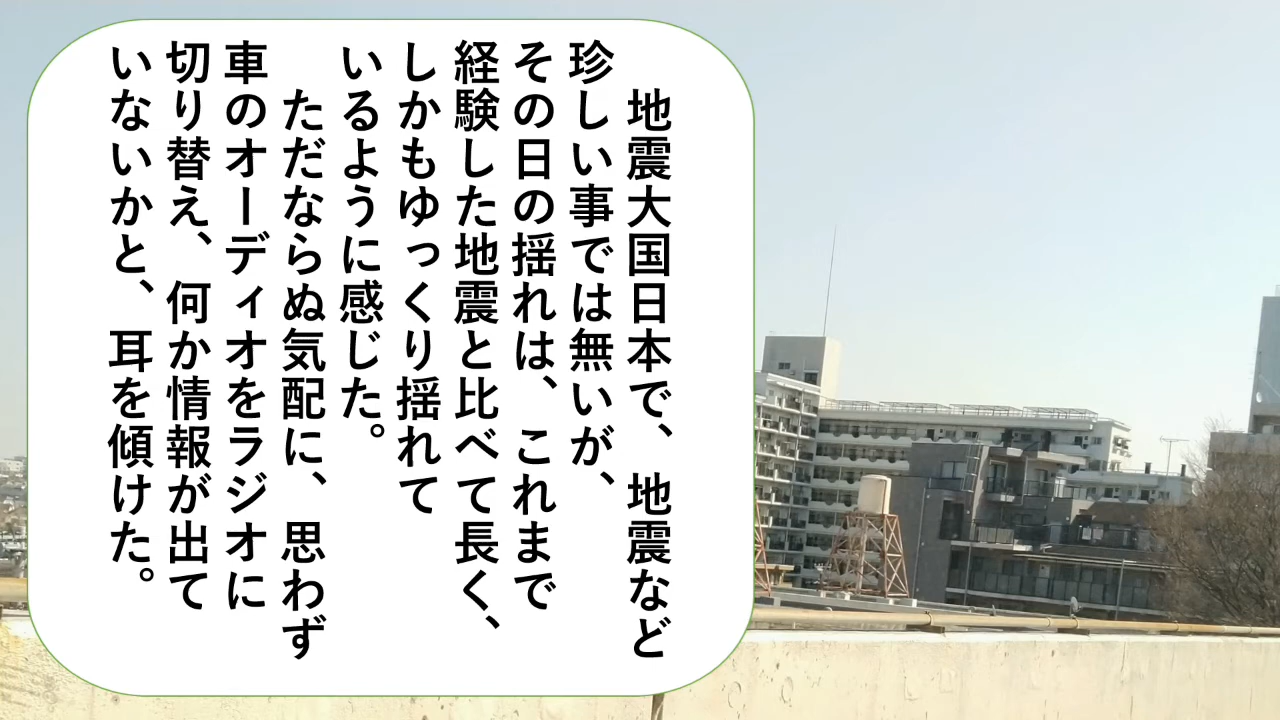 地震大国日本で、地震など
珍しい事では無いが、
その日の揺れは、これまで
経験した地震と比べて長く、
しかもゆっくり揺れて
いるように感じた。
ただならぬ気配に、思わず
車のオーディオをラジオに
切り替え、何か情報が出て
いないかと、耳を傾けた。